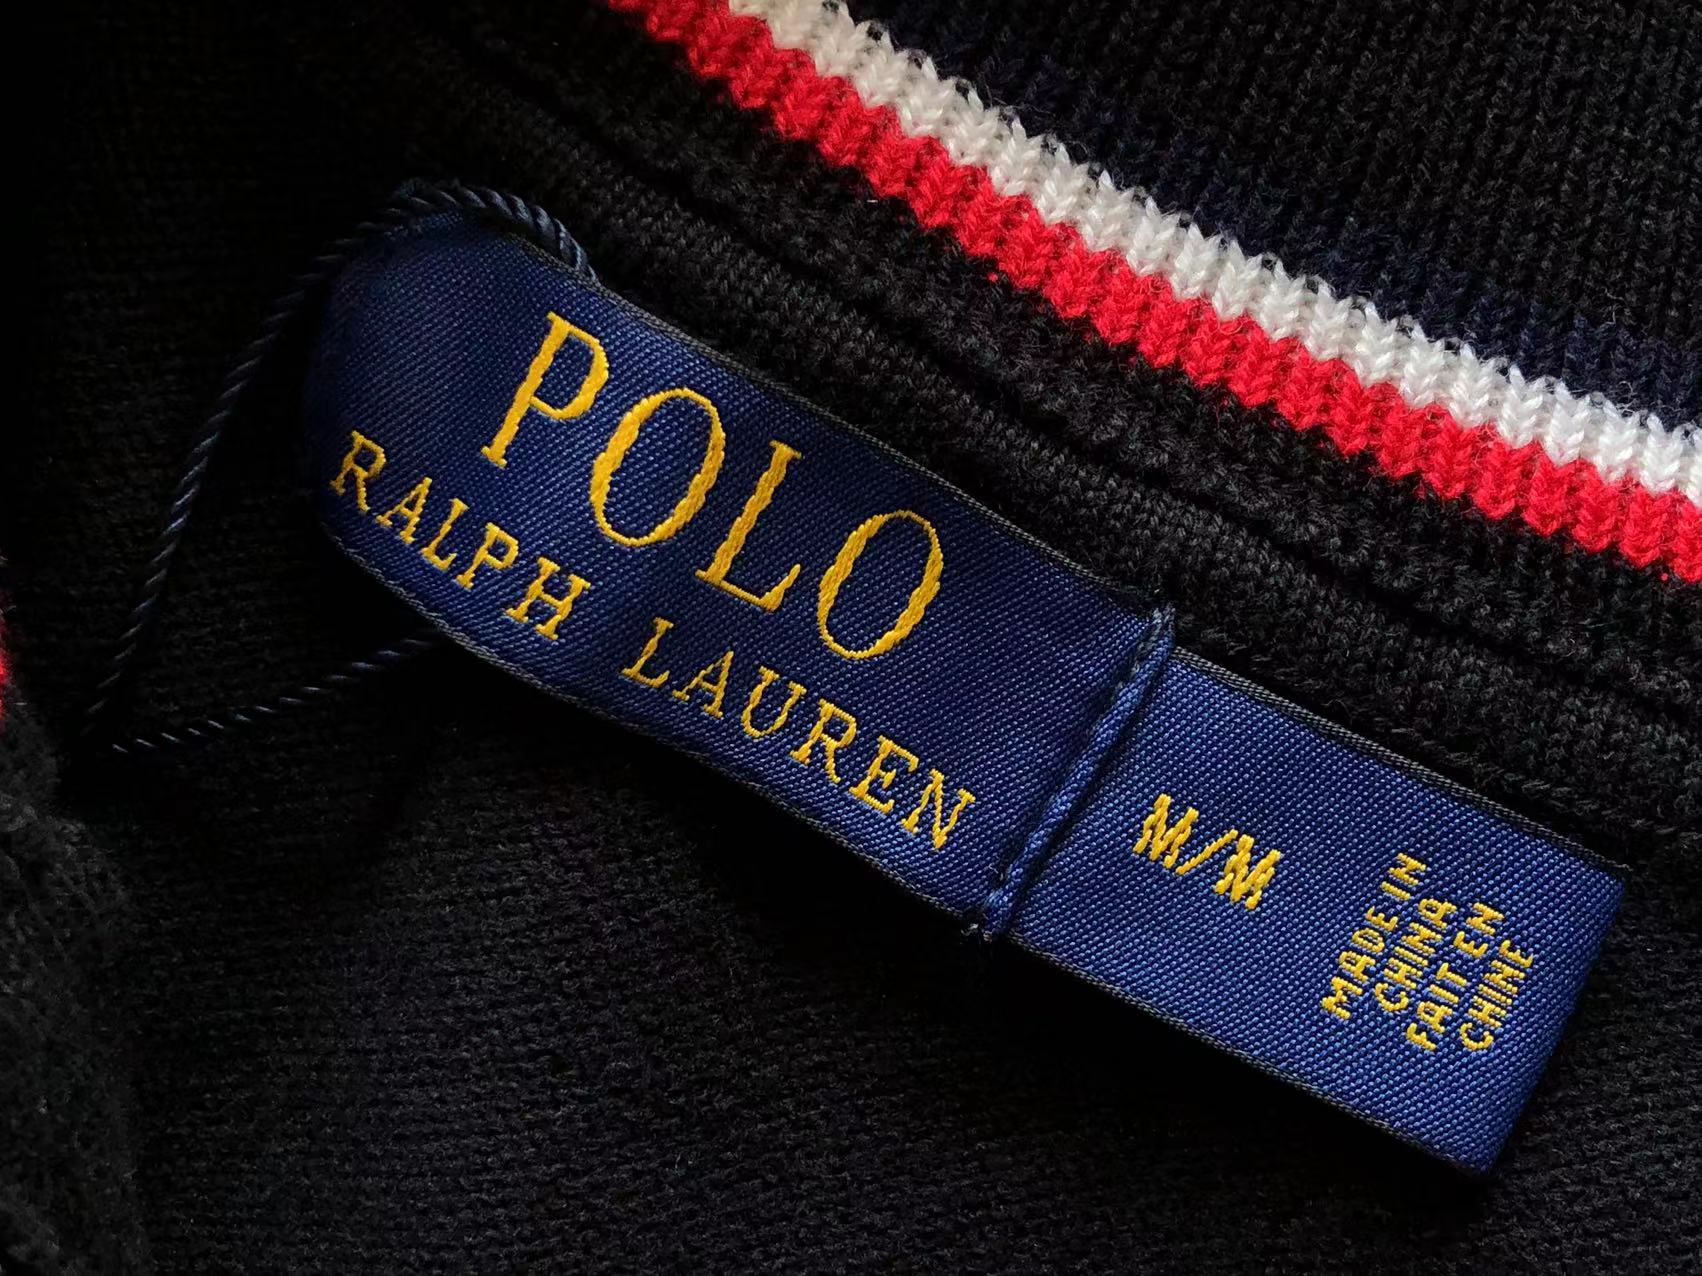 POLO
RALPH LAUREN
M/M
MADE IN
CHINA
FAIT EN
CHINE